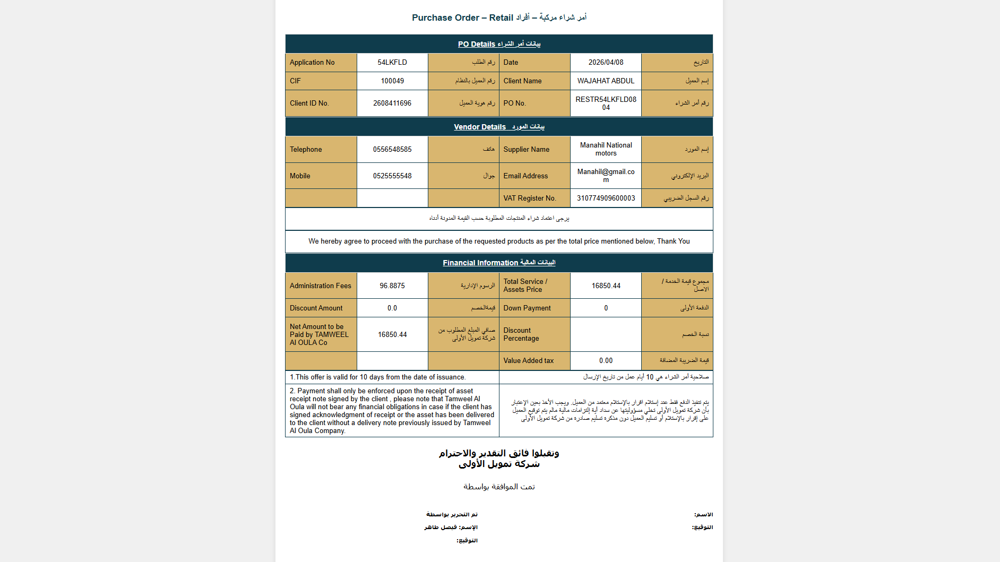 Purchase Order – Retail أمر شراء مركبة – أفراد
PO Details بيانات أمر الشراء
Application No 54LKFLD رقم الطلب Date 2026/04/08 التاريخ
CIF 100049 رقم العميل بالنظام Client Name WAJAHAT ABDUL إسم العميل
Client ID No. 2608411696 رقم هوية العميل PO No. RESTR54LKFLD08
04 رقم أمر الشراء
Vendor Details بيانات المورد
Telephone 0556548585 هاتف Supplier Name Manahil National
motors إسم المورد
Mobile 0525555548 جوال Email Address Manahil@gmail.co
m البريد الإلكتروني
VAT Register No. 310774909600003 رقم السجل الضريبي
يرجى اعتماد شراء المنتجات المطلوبة حسب القيمة المدونة أدناه
We hereby agree to proceed with the purchase of the requested products as per the total price mentioned below, Thank You
Financial Information البيانات المالية
Administration Fees 96.8875 الرسوم الإدارية Total Service /
Assets Price 16850.44 مجموع قيمة الخدمة /
الاصل
Discount Amount 0.0 قيمةالخصم Down Payment 0 الدفعة الأولى
Net Amount to be
Paid by TAMWEEL
Al OULA Co 16850.44 صافي المبلغ المطلوب من
شركة تمويل الأولى Discount
Percentage نسبة الخصم
Value Added tax 0.00 قيمة الضريبة المضافة
1.This offer is valid for 10 days from the date of issuance.
صلاحية أمر الشراء هي 10 أيام عمل من تاريخ الإرسال
2. Payment shall only be enforced upon the receipt of asset
receipt note signed by the client , please note that Tamweel Al
Oula will not bear any financial obligations in case if the client has
signed acknowledgment of receipt or the asset has been delivered
to the client without a delivery note previously issued by Tamweel
Al Oula Company.
يتم تنفيذ الدفع فقط عند إستلام اقرار بالإستلام معتمد من العميل. ويجب الأخذ بعين الإعتبار
بأن شركة تمويل الأولى تخلي مسؤوليتها عن سداد أية إلتزامات مالية مالم يتم توقيع العميل
على إقرار بالإستلام أو تسليم العميل دون مذكرة تسليم صادرة من شركة تمويل الأولى
وتقبلوا فائق التقدير والاحترام
شركة تمويل الأولى
تمت الموافقة بواسطة
الاسم:
التوقيع:
تم التحرير بواسطة
الإسم: فيصل طاهر
التوقيع: